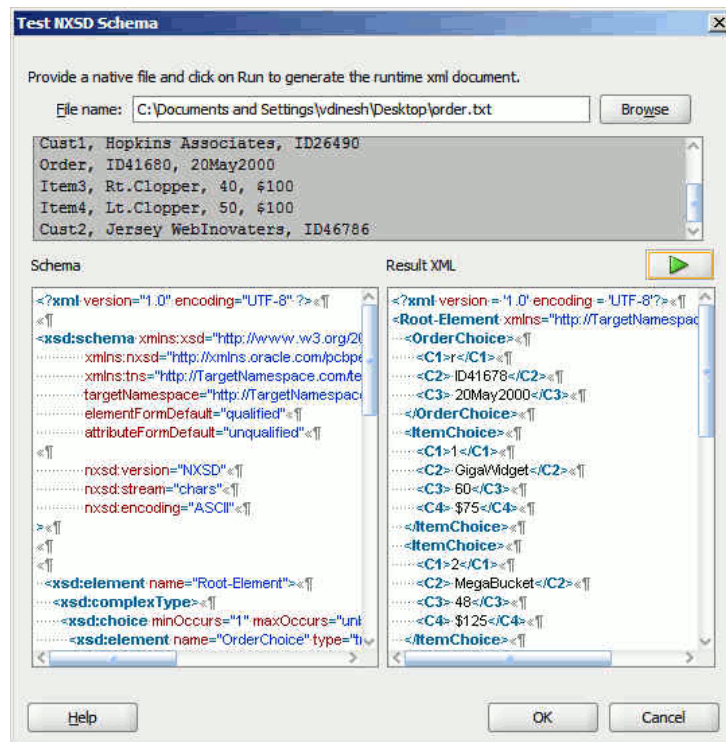 Test NXSD Schema
Provide a native file and click on Run to generate the runtime xml document.
File name: C:\Documents and Settings\vdinesh\Desktop\order.txt Browse
Cust1, Hopkins Associates, ID26490
Order, ID41680, 20May2000
Item3, Rt.Clopper, 40, $100
Item4, Lt.Clopper, 50, $100
Cust2, Jersey WebInovaters, ID46786
Schema
Result XML
<?xml version="1.0" encoding="UTF-8" ?>«¶
«¶
<xsd:schema xmlns:xsd="http://www.w3.org/20
xmlns:nxsd="http://xmlns.oracle.com/pcbpe
xmlns:tns="http://TargetNamespace.com/te
targetNamespace="http://TargetNamespac
elementFormDefault="qualified"«¶
attributeFormDefault="unqualified"«¶
«¶
nxsd:version="NXSD"«¶
nxsd:stream="chars"«¶
nxsd:encoding="ASCII"«¶
>«¶
«¶
«¶
<xsd:element name="Root-Element">«¶
<xsd:complexType>«¶
<xsd:choice minOccurs="1" maxOccurs="unb
<xsd:element name="OrderChoice" type="tn
<?xml version = '1.0' encoding = 'UTF-8'?>«¶
<Root-Element xmlns="http://TargetNamespac
<OrderChoice>«¶
<C1>r</C1>«¶
<C2> ID41678</C2>«¶
<C3> 20May2000</C3>«¶
</OrderChoice>«¶
<ItemChoice>«¶
<C1>1</C1>«¶
<C2> GigaWidget</C2>«¶
<C3> 60</C3>«¶
<C4> $75</C4>«¶
</ItemChoice>«¶
<ItemChoice>«¶
<C1>2</C1>«¶
<C2> MegaBucket</C2>«¶
<C3> 48</C3>«¶
<C4> $125</C4>«¶
</ItemChoice>«¶
Help OK Cancel